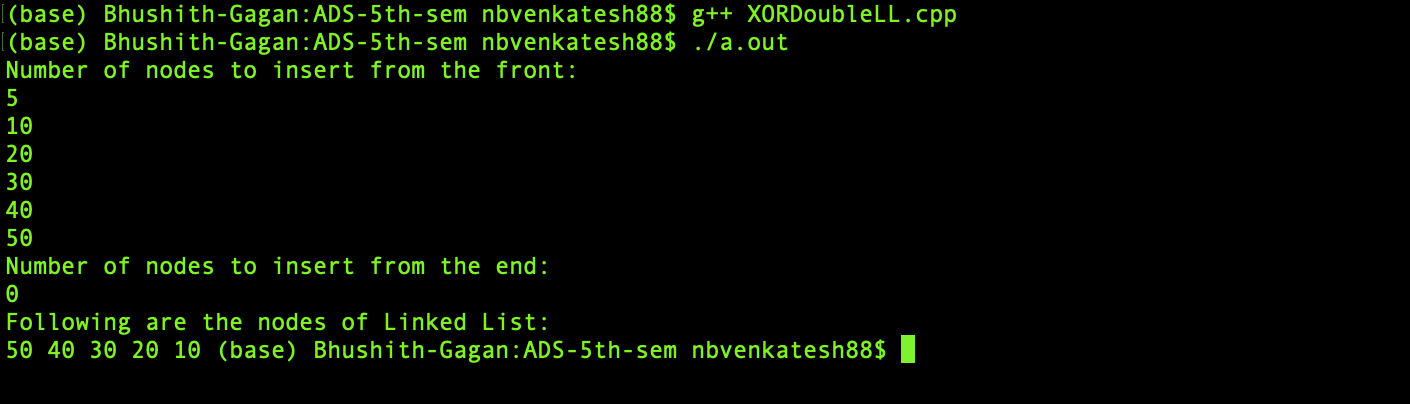 (base) Bhushith-Gagan:ADS-5th-sem nbvenkatesh88$ g++ XORDoubleLL.cpp
(base) Bhushith-Gagan:ADS-5th-sem nbvenkatesh88$ ./a.out
Number of nodes to insert from the front:
5
10
20
30
40
50
Number of nodes to insert from the end:
0
Following are the nodes of Linked List:
50 40 30 20 10 (base) Bhushith-Gagan:ADS-5th-sem nbvenkatesh88$